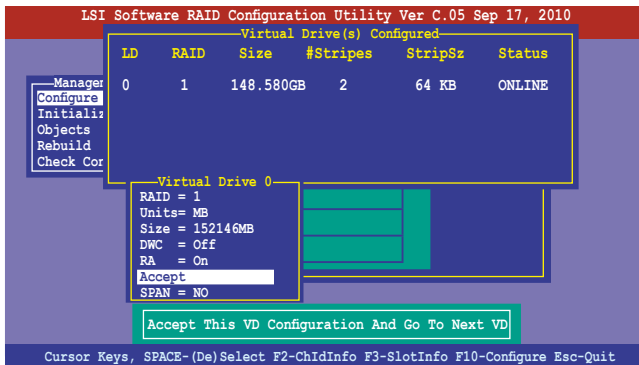 LSI Software RAID Configuration Utility Ver C.05 Sep 17, 2010
Virtual Drive(s) Configured
LD RAID Size #Stripes StripSz Status
0 1 148.580GB 2 64 KB ONLINE
Manager
Configure
Initializ
Objects
Rebuild
Check Con
Virtual Drive 0
RAID = 1
Units= MB
Size = 152146MB
DWC = Off
RA = On
Accept
SPAN = NO
Accept This VD Configuration And Go To Next VD
Cursor Keys, SPACE-(De)Select F2-ChIdInfo F3-SlotInfo F10-Configure Esc-Quit